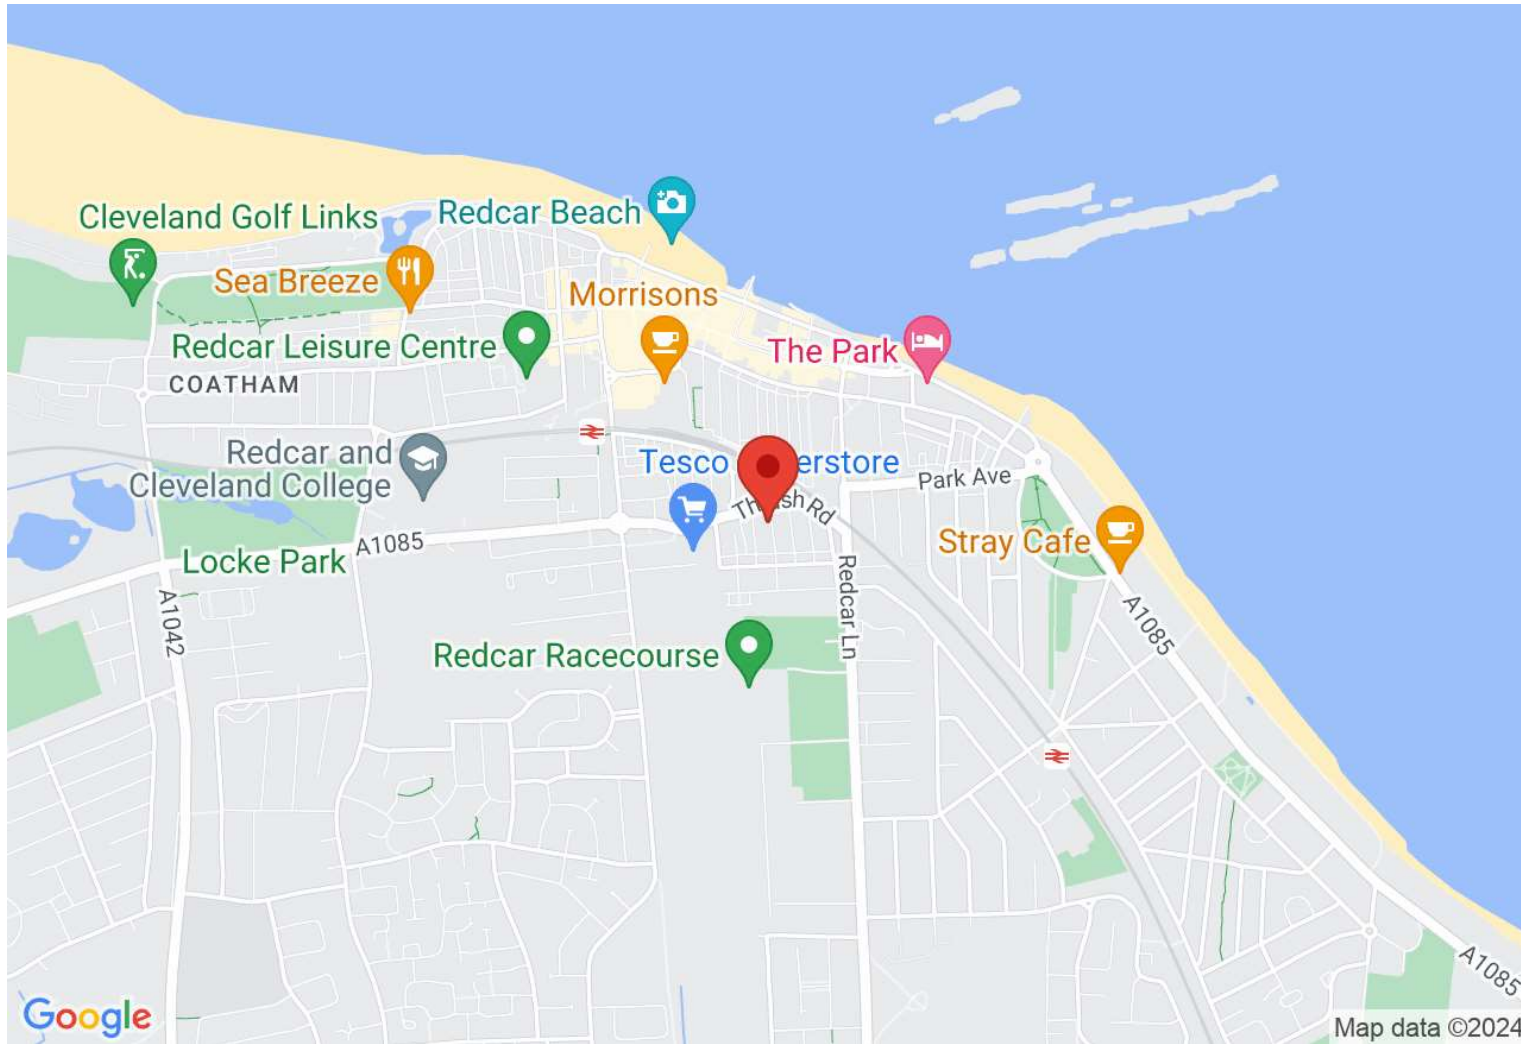 Cleveland Golf Links
Redcar Beach
Sea Breeze
Morrisons
Redcar Leisure Centre
The Park
COATHAM
Redcar and
Cleveland College
Tesco
erstore
Park Ave
Rd
A1085
Stray Cafe
Locke Park
Redcar Ln
A1042
A1085
Redcar Racecourse
A1085
Google
Map data ©2024